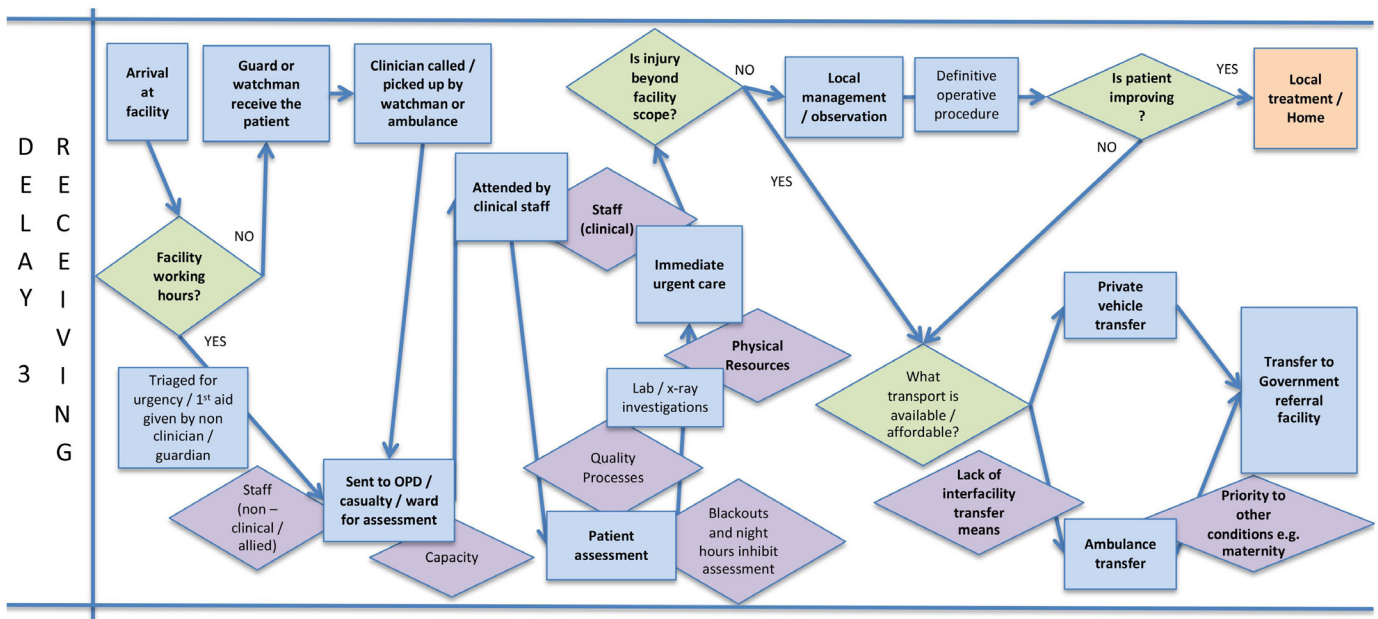 DELAY 3
RECEIVING
Arrival
at
facility
Guard or
watchman
receive the
patient
Clinician called /
picked up by
watchman or
ambulance
Facility
working
hours?
NO
YES
Triaged for
urgency / 1st aid
given by non
clinician /
guardian
Staff
(non –
clinical /
allied)
Sent to OPD /
casualty / ward
for assessment
Capacity
Attended by
clinical staff
Staff
(clinical)
Patient
assessment
Blackouts and
night
hours inhibit
assessment
Quality
Processes
Lab / x-ray
investigations
Physical
Resources
Immediate
urgent care
Is injury
beyond
facility
scope?
NO
YES
Local
management
/ observation
Definitive
operative
procedure
Is patient
improving
?
YES
NO
Local
treatment /
Home
What
transport is
available /
affordable?
Lack of
interfacility
transfer
means
Private
vehicle
transfer
Ambulance
transfer
Priority to
other
conditions e.g.
maternity
Transfer to
Government
referral
facility